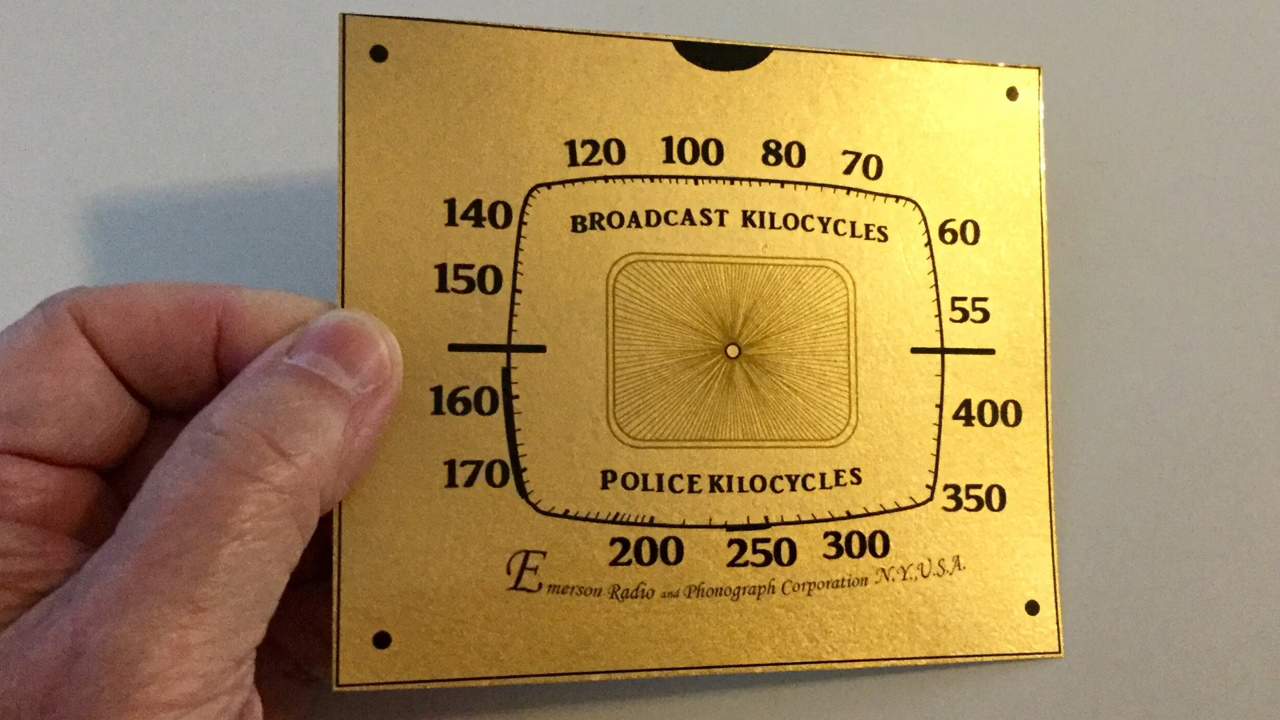 120 100 80 70
140 60
BROADCAST KILOCYCLES
150 55
160 400
170 350
POLICE KILOCYCLES
200 250 300
Emerson Radio and Phonograph Corporation N.Y., U.S.A.